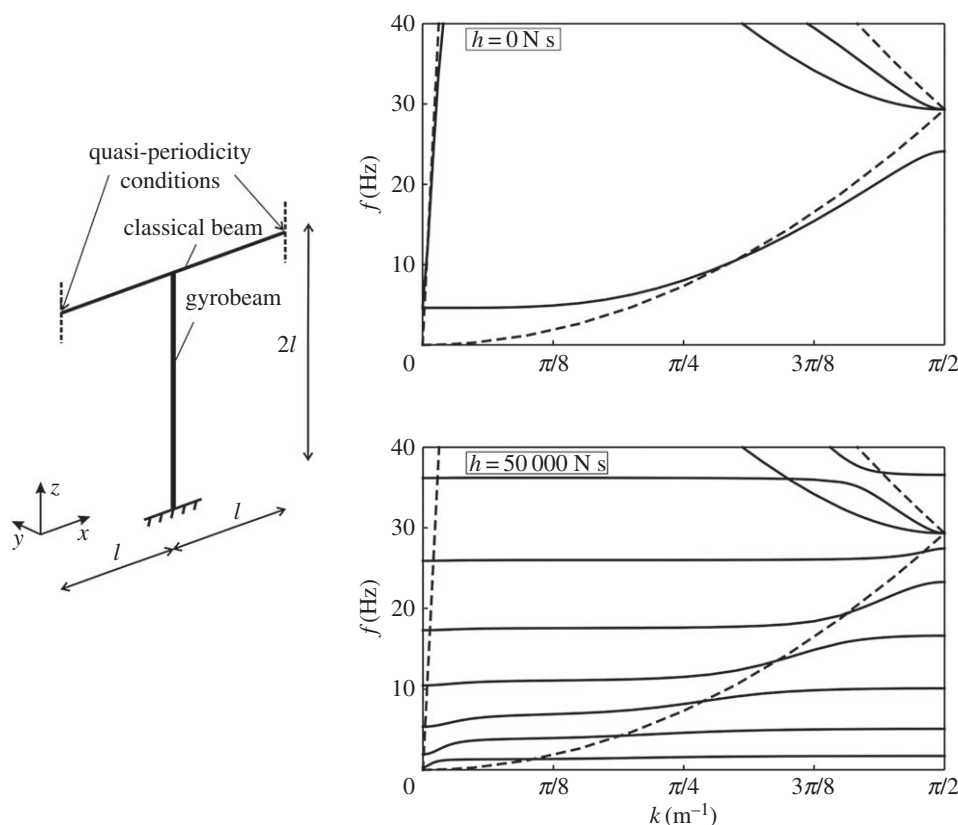 quasi-periodicity
conditions
classical beam
gyrobeam
2l
z
y
x
l
l
h = 0 N s
f (Hz)
40
30
20
10
0
π/8
π/4
3π/8
π/2
h = 50 000 N s
f (Hz)
40
30
20
10
0
π/8
π/4
3π/8
π/2
k (m⁻¹)